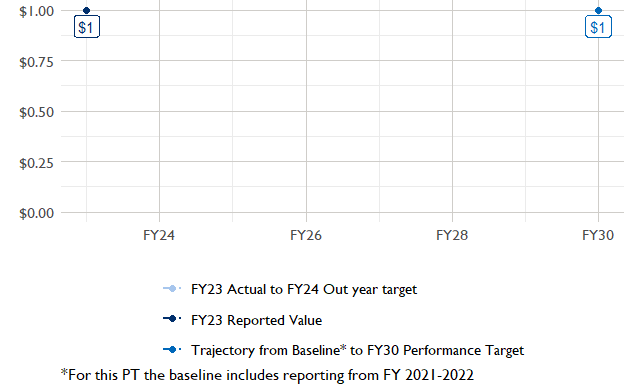 $1.00
$1
$1
$0.75
$0.50
$0.25
$0.00
FY24 FY26 FY28 FY30
FY23 Actual to FY24 Out year target
FY23 Reported Value
Trajectory from Baseline* to FY30 Performance Target
*For this PT the baseline includes reporting from FY 2021-2022